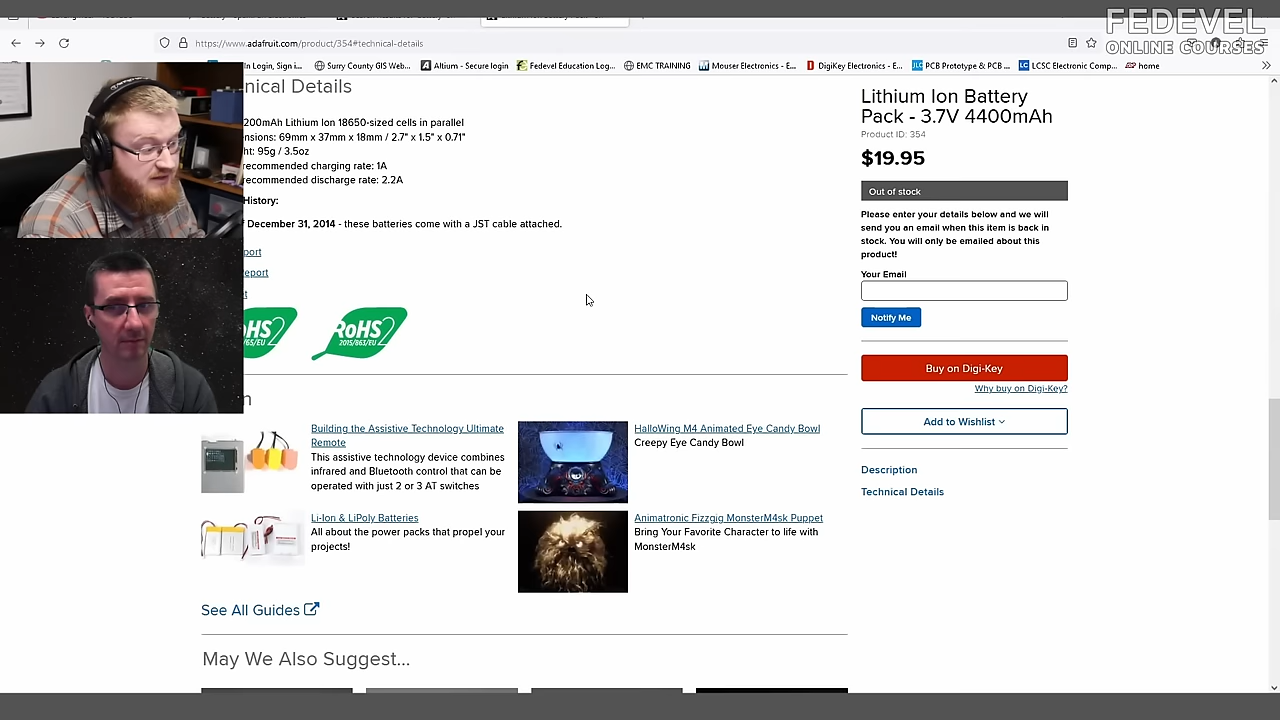 FEDEVEL
ONLINE COURSES
https://www.adafruit.com/product/354#technical-details
In Login, Sign i...
Surry County GIS Web...
Altium - Secure login
Fedevel Education Log...
EMC TRAINING
Mouser Electronics - E...
DigiKey Electronics - E...
PCB Prototype & PCB ...
LCSC Electronic Comp...
home
nical Details
200mAh Lithium Ion 18650-sized cells in parallel
ensions: 69mm x 37mm x 18mm / 2.7" x 1.5" x 0.71"
ht: 95g / 3.5oz
recommended charging rate: 1A
recommended discharge rate: 2.2A
History:
December 31, 2014 - these batteries come with a JST cable attached.
port
eport
t
oHS2
65/EU
RoHS2
2015/863/EU
n
Building the Assistive Technology Ultimate
Remote
This assistive technology device combines
infrared and Bluetooth control that can be
operated with just 2 or 3 AT switches
HalloWing M4 Animated Eye Candy Bowl
Creepy Eye Candy Bowl
Li-Ion & LiPoly Batteries
All about the power packs that propel your
projects!
Animatronic Fizzgig MonsterM4sk Puppet
Bring Your Favorite Character to life with
MonsterM4sk
See All Guides
May We Also Suggest...
Lithium Ion Battery
Pack - 3.7V 4400mAh
Product ID: 354
$19.95
Out of stock
Please enter your details below and we will
send you an email when this item is back in
stock. You will only be emailed about this
product!
Your Email
Notify Me
Buy on Digi-Key
Why buy on Digi-Key?
Add to Wishlist
Description
Technical Details